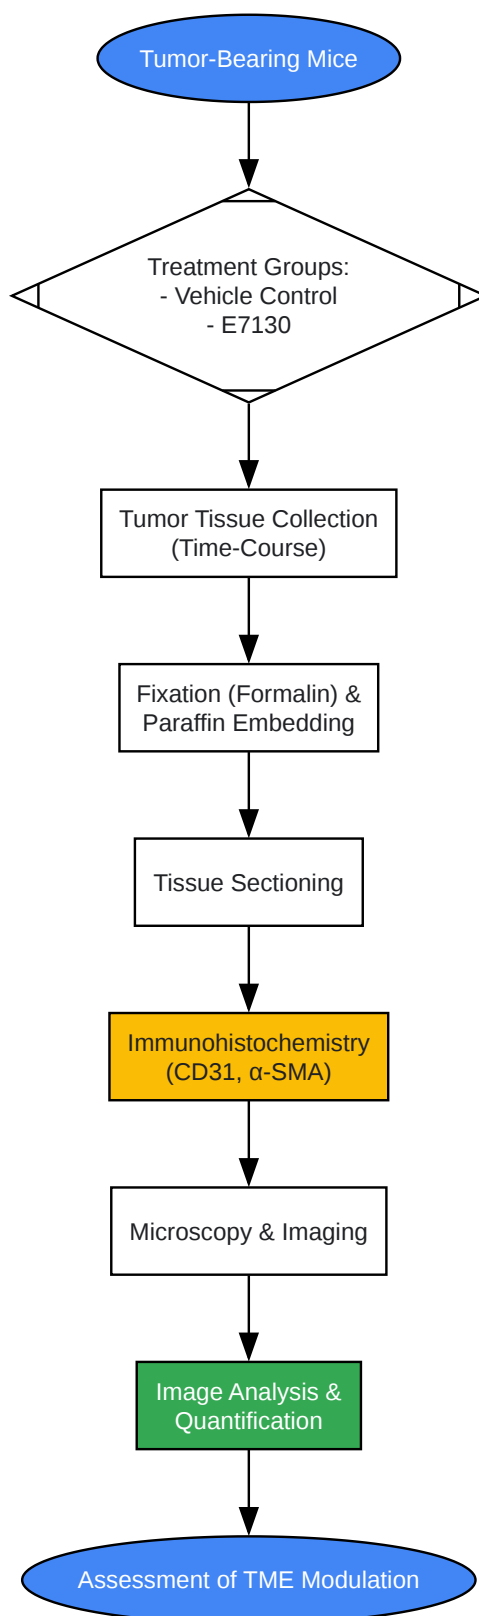 Tumor-Bearing Mice
Treatment Groups:
- Vehicle Control
- E7130
Tumor Tissue Collection
(Time-Course)
Fixation (Formalin) &
Paraffin Embedding
Tissue Sectioning
Immunohistochemistry
(CD31, α-SMA)
Microscopy & Imaging
Image Analysis &
Quantification
Assessment of TME Modulation